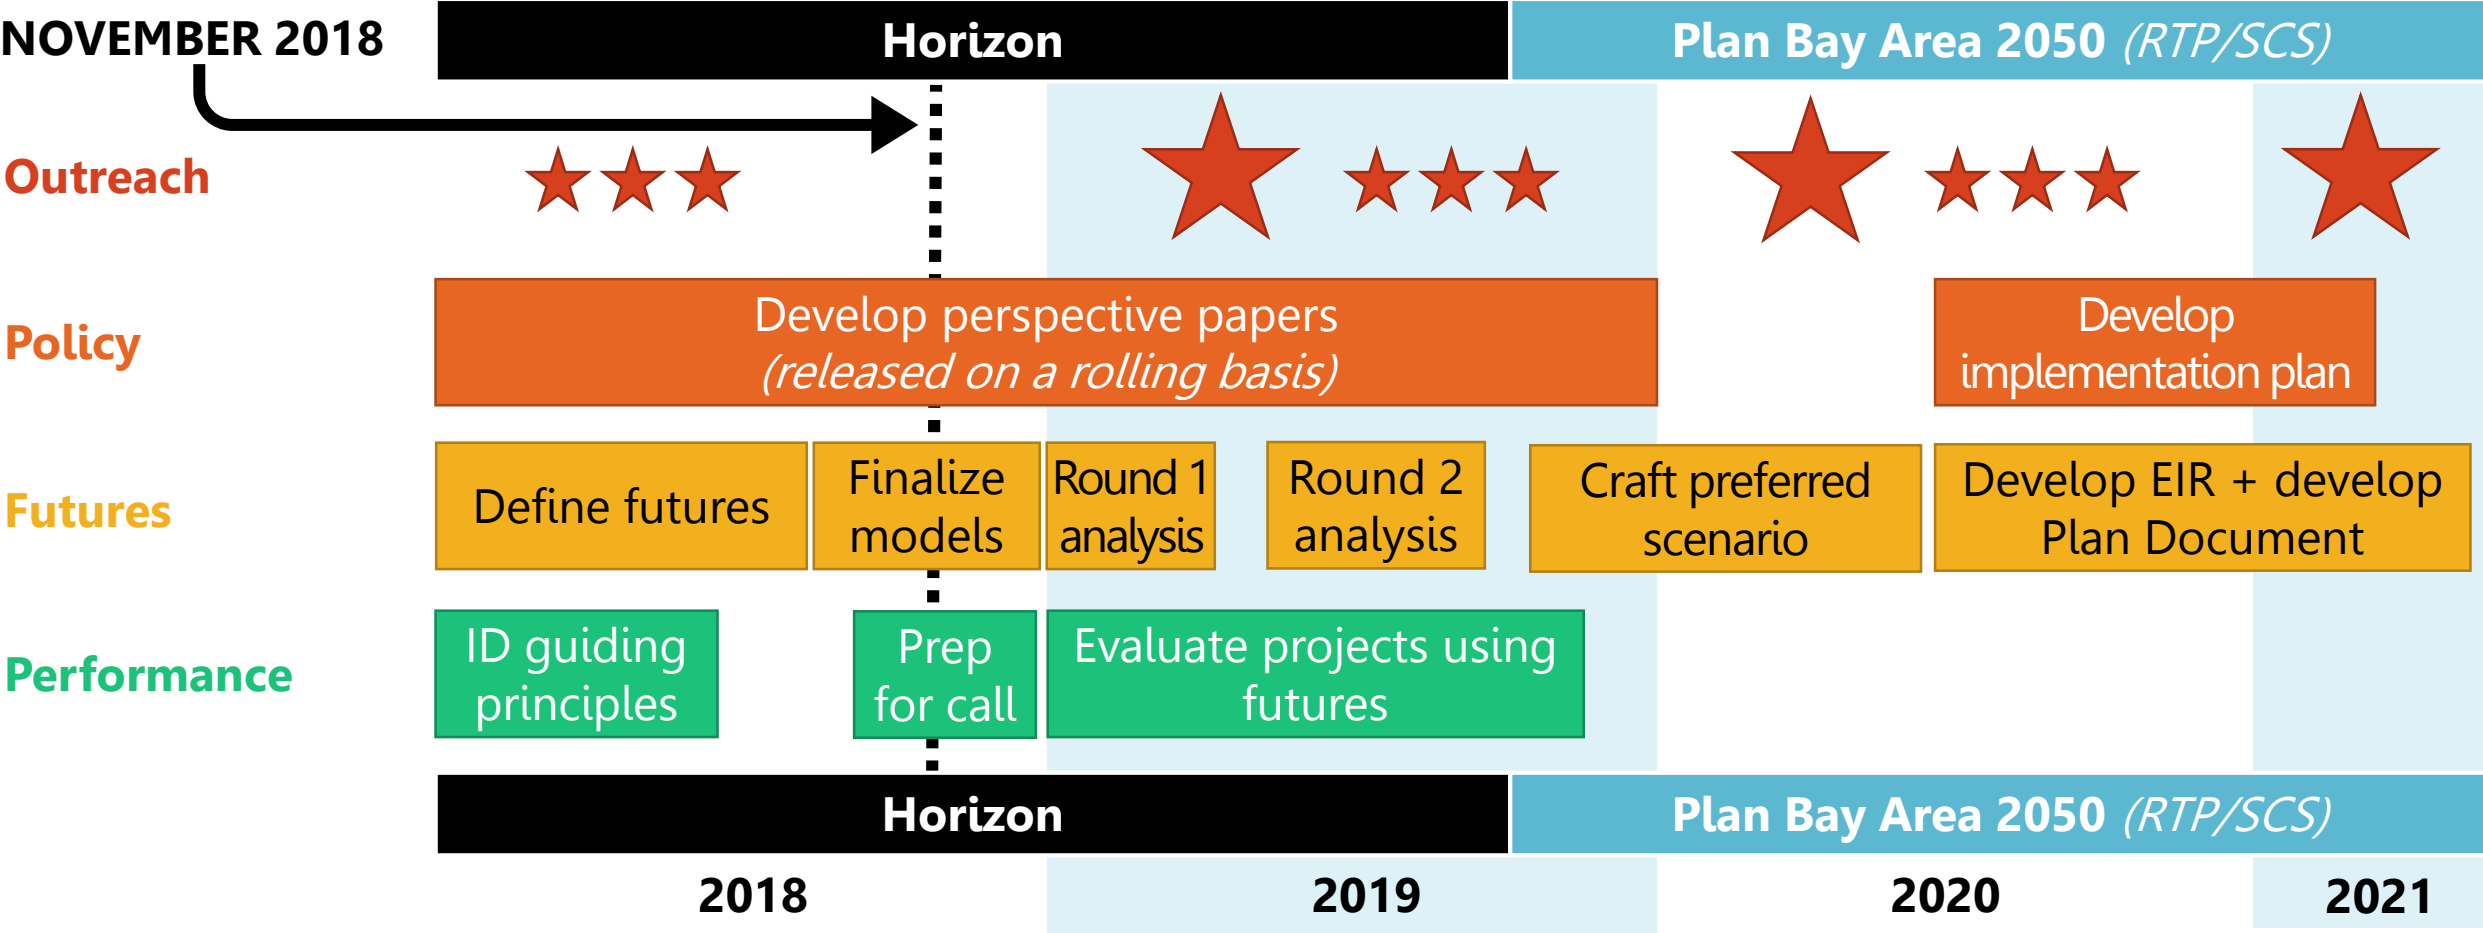 NOVEMBER 2018
Horizon
Plan Bay Area 2050 (RTP/SCS)
Outreach
Policy
Develop perspective papers
(released on a rolling basis)
Develop
implementation plan
Futures
Define futures
Finalize
models
Round 1
analysis
Round 2
analysis
Craft preferred
scenario
Develop EIR + develop
Plan Document
Performance
ID guiding
principles
Prep
for call
Evaluate projects using
futures
Horizon
Plan Bay Area 2050 (RTP/SCS)
2018
2019
2020
2021